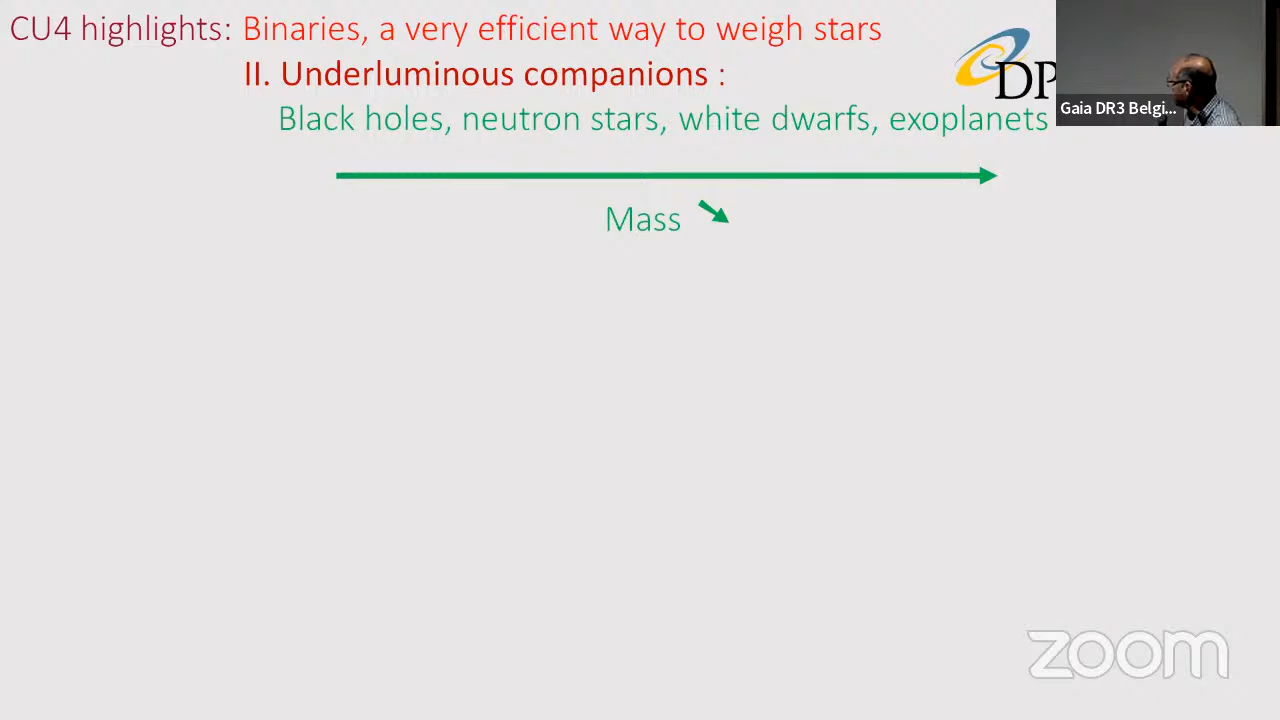 CU4 highlights: Binaries, a very efficient way to weigh stars
II. Underluminous companions :
Black holes, neutron stars, white dwarfs, exoplanets
Mass
DP
Gaia DR3 Belgi...
zoom